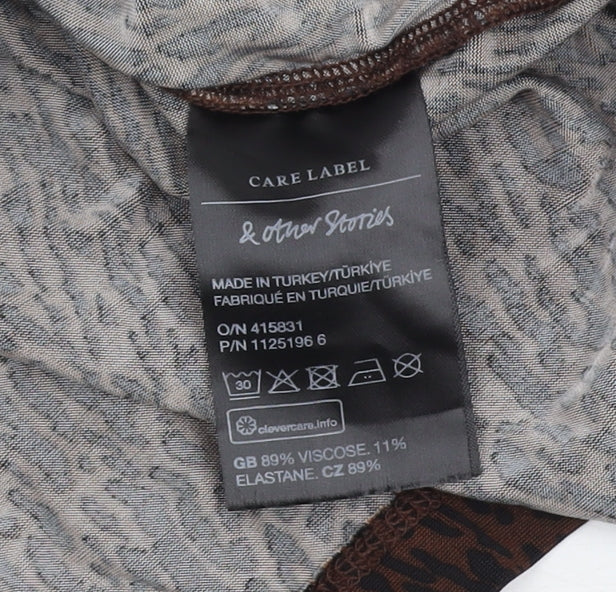 CARE LABEL
& other Stories
MADE IN TURKEY/TÜRKİYE
FABRIQUÉ EN TURQUIE/TÜRKİYE
O/N 415831
P/N 1125196 6
30
clevercare.info
GB 89% VISCOSE. 11%
ELASTANE. CZ 89%